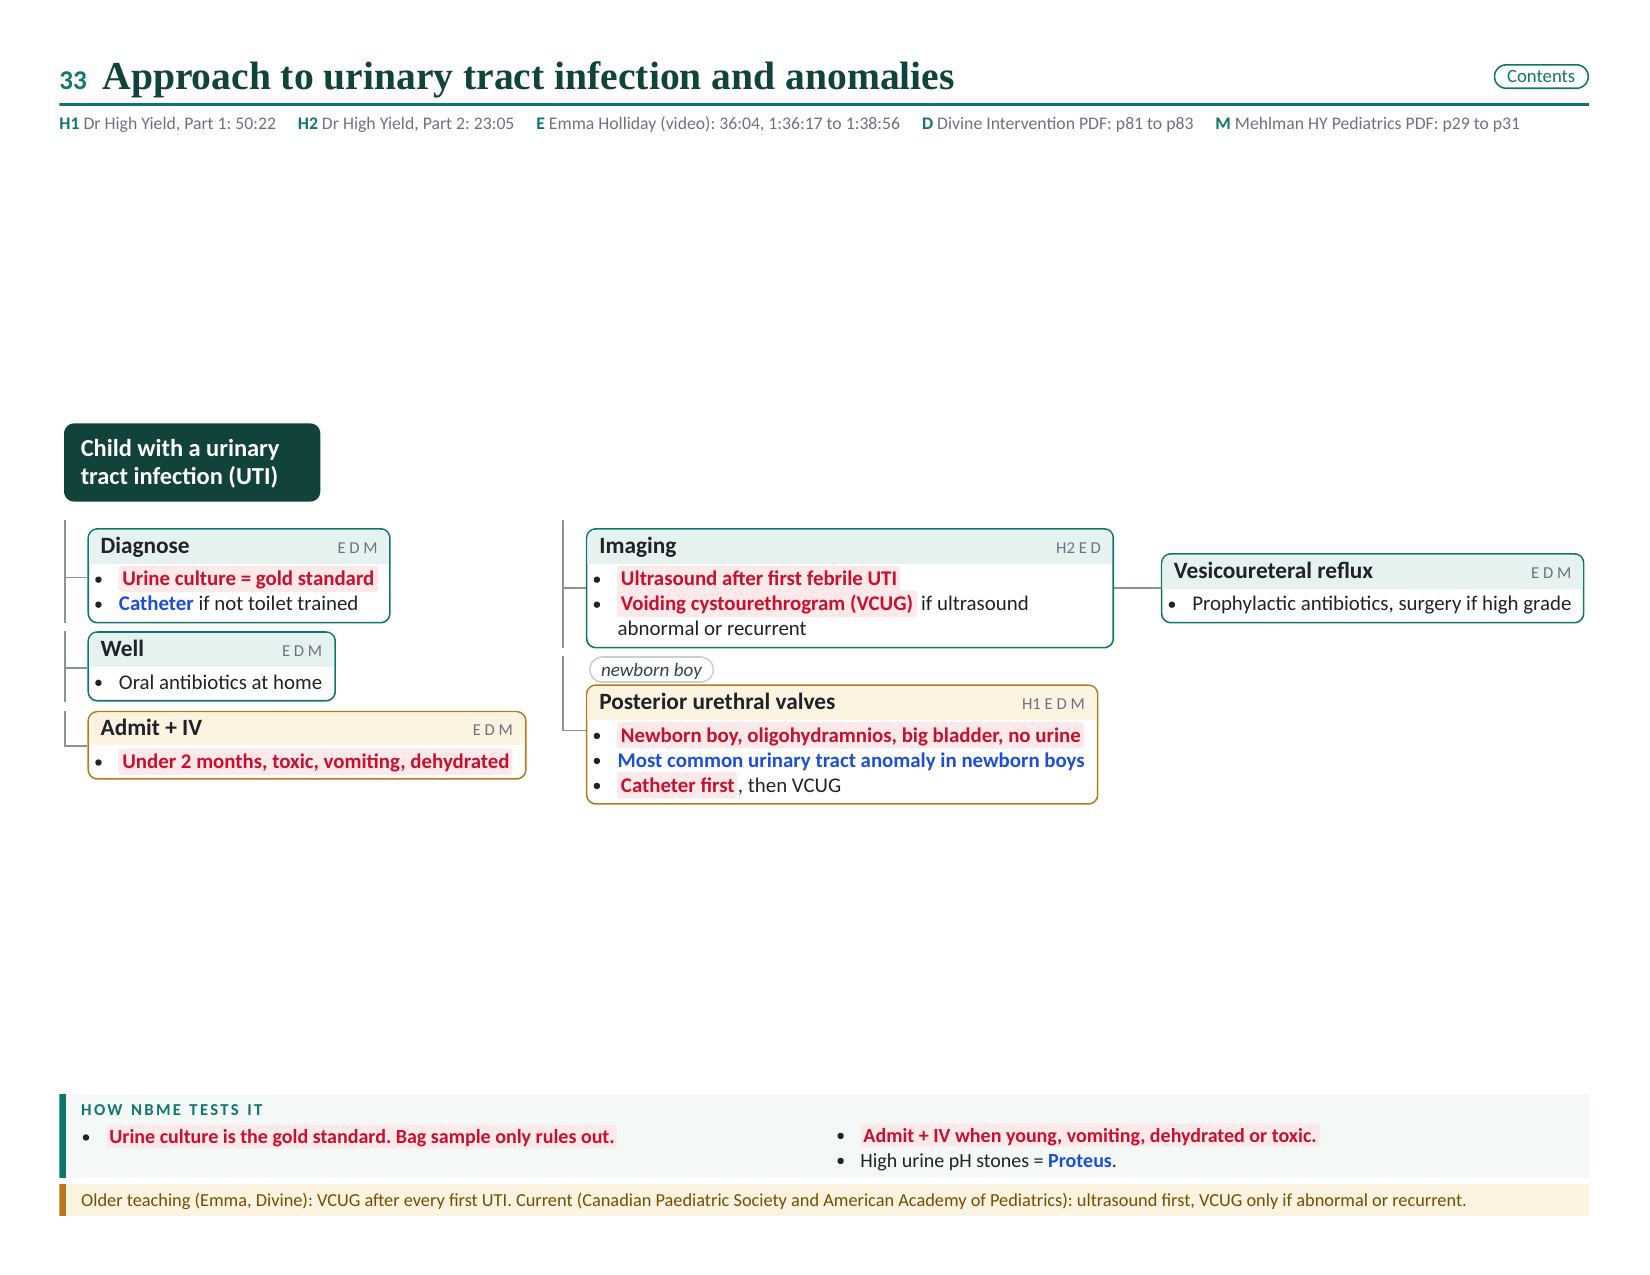 33 Approach to urinary tract infection and anomalies
Contents
H1 Dr High Yield, Part 1: 50:22 H2 Dr High Yield, Part 2: 23:05 E Emma Holliday (video): 36:04, 1:36:17 to 1:38:56 D Divine Intervention PDF: p81 to p83 M Mehlman HY Pediatrics PDF: p29 to p31
Child with a urinary
tract infection (UTI)
Diagnose E D M
• Urine culture = gold standard
• Catheter if not toilet trained
Well E D M
• Oral antibiotics at home
Admit + IV E D M
• Under 2 months, toxic, vomiting, dehydrated
Imaging H2 E D
• Ultrasound after first febrile UTI
• Voiding cystourethrogram (VCUG) if ultrasound
abnormal or recurrent
Vesicoureteral reflux E D M
• Prophylactic antibiotics, surgery if high grade
newborn boy
Posterior urethral valves H1 E D M
• Newborn boy, oligohydramnios, big bladder, no urine
• Most common urinary tract anomaly in newborn boys
• Catheter first, then VCUG
HOW NBME TESTS IT
• Urine culture is the gold standard. Bag sample only rules out.
• Admit + IV when young, vomiting, dehydrated or toxic.
• High urine pH stones = Proteus.
Older teaching (Emma, Divine): VCUG after every first UTI. Current (Canadian Paediatric Society and American Academy of Pediatrics): ultrasound first, VCUG only if abnormal or recurrent.